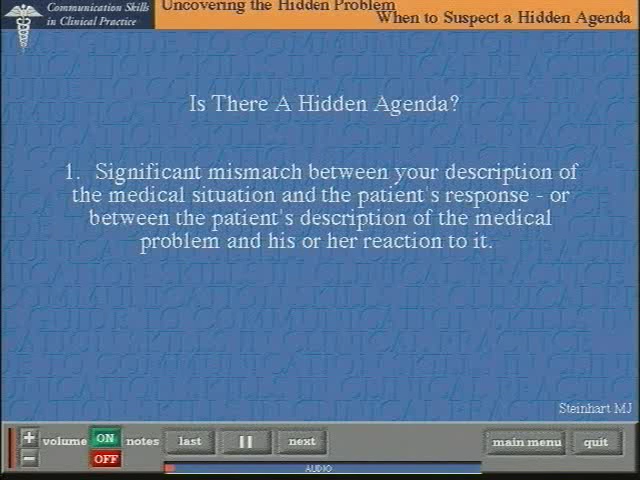 Communication Skills
in Clinical Practice
Uncovering the Hidden Problem
When to Suspect a Hidden Agenda
Is There A Hidden Agenda?
1. Significant mismatch between your description of
the medical situation and the patient's response - or
between the patient's description of the medical
problem and his or her reaction to it.
Steinhart MJ
+ volume ON notes last next main menu quit
- OFF
AUDIO